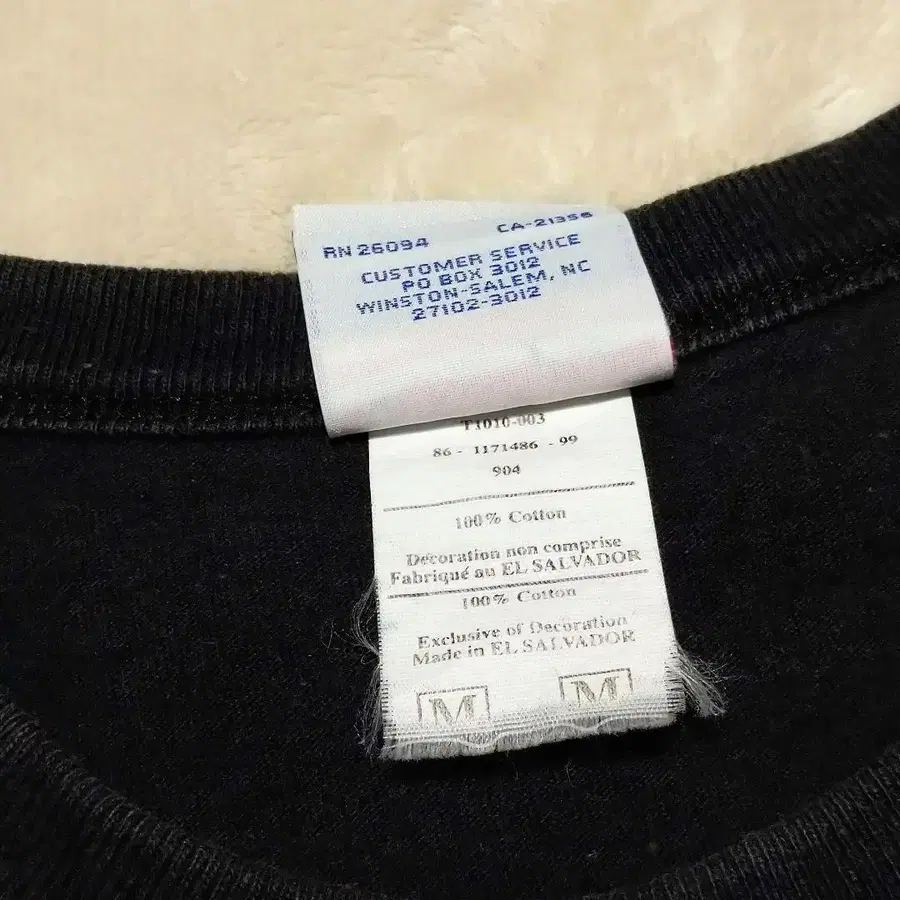 RN 26094 CA-21356
CUSTOMER SERVICE
PO BOX 3012
WINSTON-SALEM, NC
27102-3012
T1010-003
86 - 1171486 - 99
904
100% Cotton
Décoration non comprise
Fabriqué au EL SALVADOR
100% Cotton
Exclusive of Decoration
Made in EL SALVADOR
M M